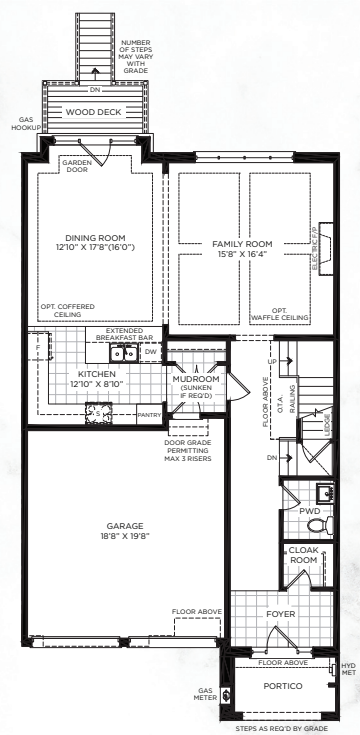 NUMBER
OF STEPS
MAY VARY
WITH
GRADE
DN
WOOD DECK
GAS
HOOKUP
GARDEN
DOOR
DINING ROOM
12'10" X 17'8"(16'0")
FAMILY ROOM
15'8" X 16'4"
ELECTRIC F/P
OPT. COFFERED
CEILING
OPT.
WAFFLE CEILING
EXTENDED
BREAKFAST BAR
F
DW
KITCHEN
12'10" X 8'10"
S
PANTRY
MUDROOM
(SUNKEN
IF REQ'D)
UP
FLOOR ABOVE
O.T.A.
RAILING
LEDGE
DOOR GRADE
PERMITTING
MAX 3 RISERS
DN
PWD
GARAGE
18'8" X 19'8"
CLOAK
ROOM
FLOOR ABOVE
FOYER
FLOOR ABOVE
HYD
MET
GAS
METER
PORTICO
STEPS AS REQ'D BY GRADE